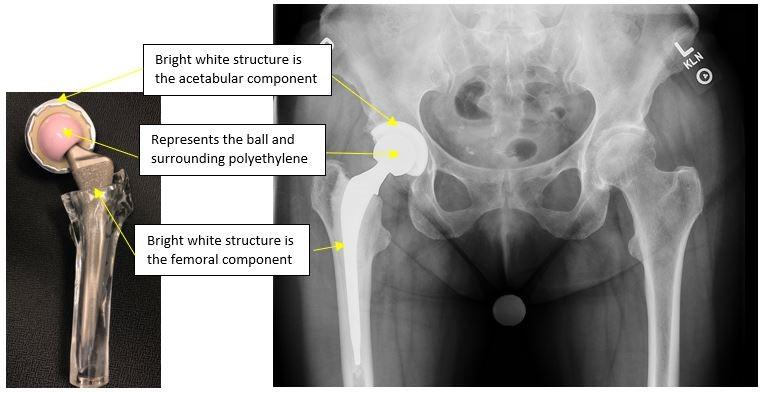 Bright white structure is
the acetabular component
Represents the ball and
surrounding polyethylene
Bright white structure is
the femoral component
L
KLN
A